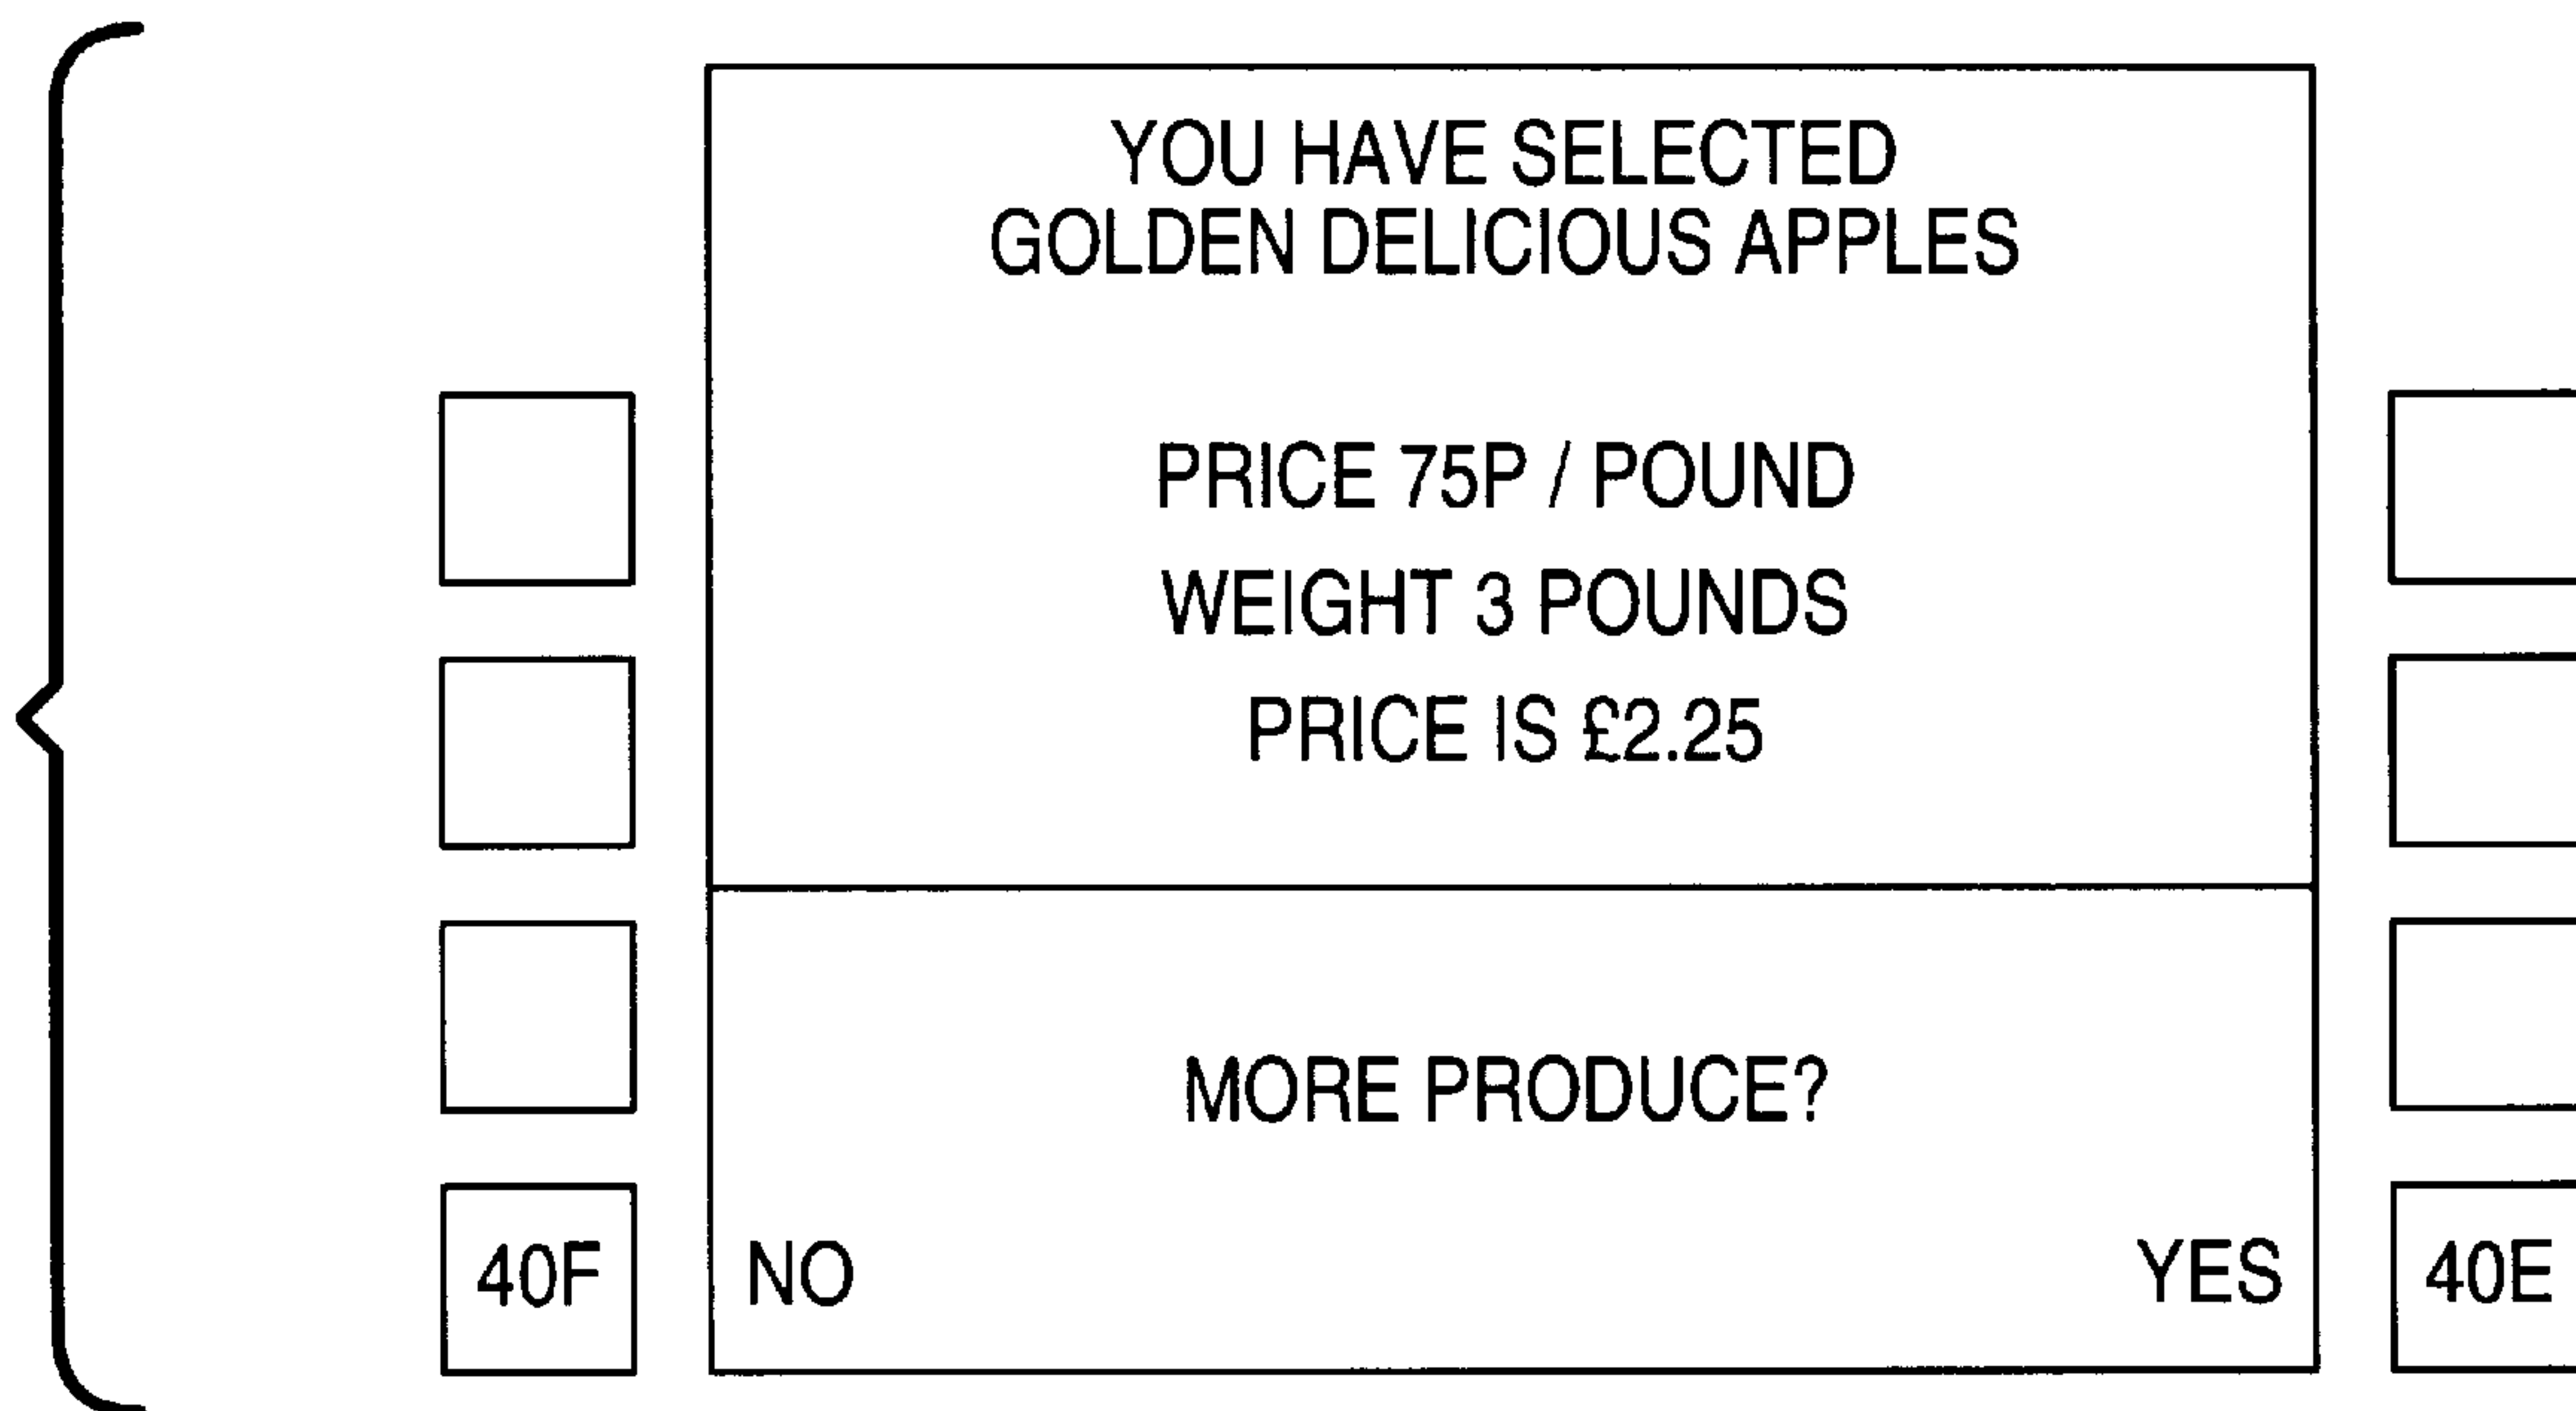 YOU HAVE SELECTED
GOLDEN DELICIOUS APPLES
PRICE 75P / POUND
WEIGHT 3 POUNDS
PRICE IS £2.25
MORE PRODUCE?
40F NO YES 40E